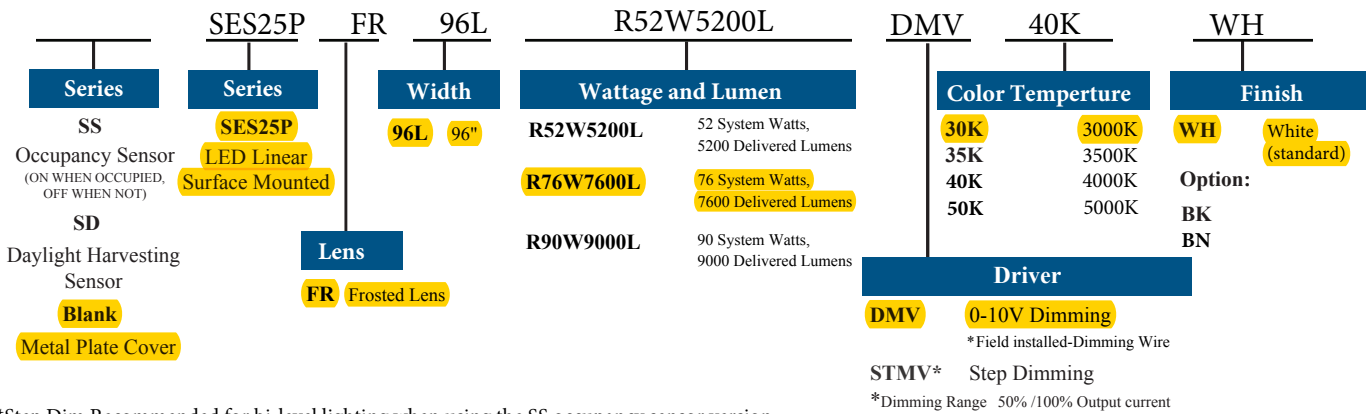 SES25P FR 96L R52W5200L DMV 40K WH
Series
SS
Occupancy Sensor
(ON WHEN OCCUPIED,
OFF WHEN NOT)
SD
Daylight Harvesting
Sensor
Blank
Metal Plate Cover
Series
SES25P
LED Linear
Surface Mounted
Lens
FR Frosted Lens
Width
96L 96"
Wattage and Lumen
R52W5200L 52 System Watts,
5200 Delivered Lumens
R76W7600L 76 System Watts,
7600 Delivered Lumens
R90W9000L 90 System Watts,
9000 Delivered Lumens
Color Temperture
30K 3000K
35K 3500K
40K 4000K
50K 5000K
Driver
DMV 0-10V Dimming
*Field installed-Dimming Wire
STMV* Step Dimming
*Dimming Range 50% /100% Output current
Finish
WH White
(standard)
Option:
BK
BN